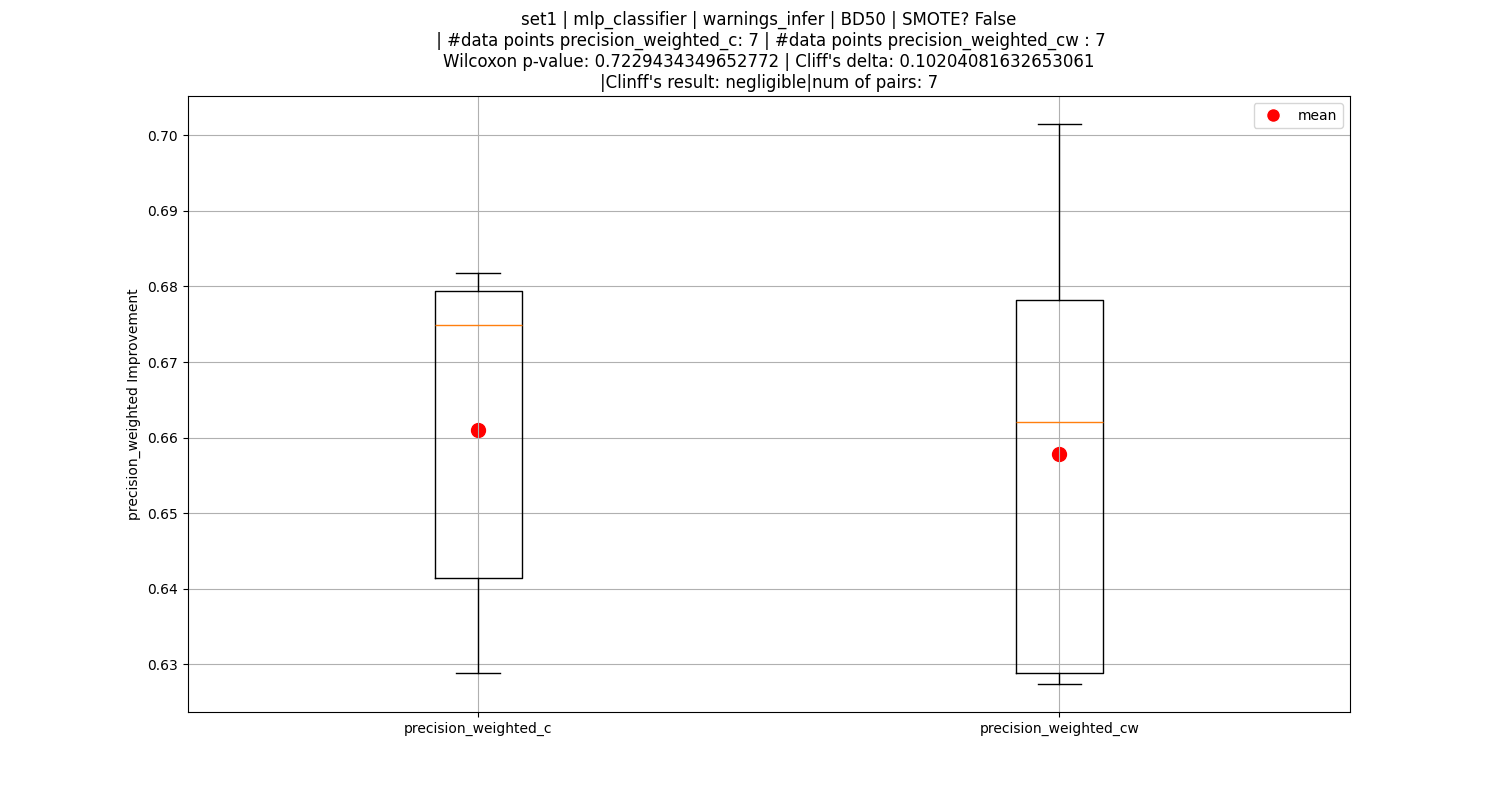 set1 | mlp_classifier | warnings_infer | BD50 | SMOTE? False
| #data points precision_weighted_c: 7 | #data points precision_weighted_cw : 7
Wilcoxon p-value: 0.7229434349652772 | Cliff's delta: 0.10204081632653061
|Clinff's result: negligible|num of pairs: 7
mean
0.70
0.69
0.68
0.67
0.66
0.65
0.64
0.63
precision_weighted Improvement
precision_weighted_c
precision_weighted_cw